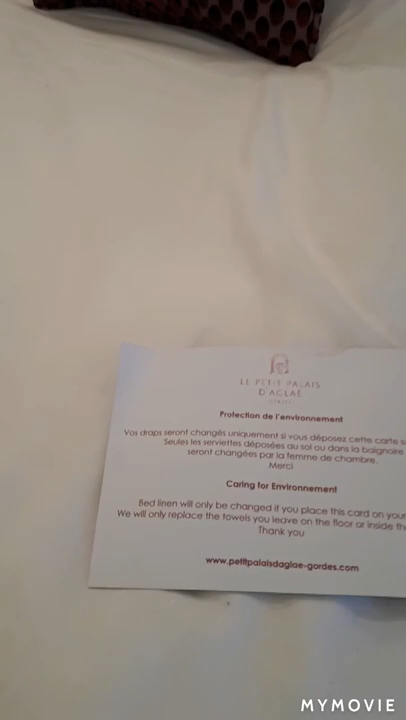 LE PETIT PALAIS
D'AGLAÉ
Protection de l'environnement
Vos draps seront changés uniquement si vous déposez cette carte
Seules les serviettes déposées au sol ou dans la baignoire
seront changées par la femme de chambre.
Merci
Caring for Environnement
Bed linen will only be changed if you place this card on your
We will only replace the towels you leave on the floor or inside
Thank you
www.petitpalaisdaglae-gordes.com
MYMOVIE